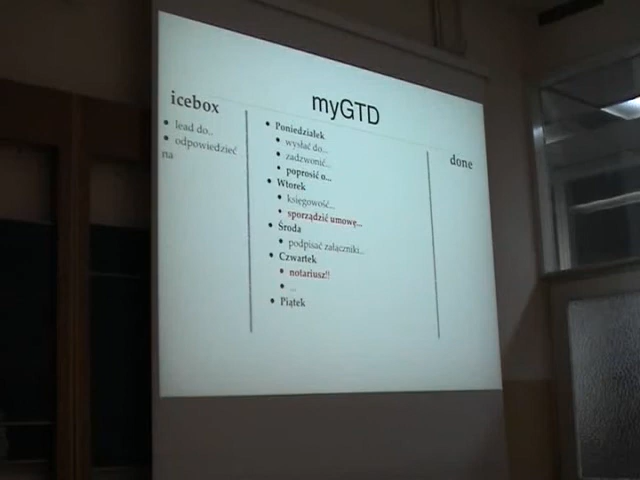 myGTD
icebox
lead do..
odpowiedzieć
na
Poniedziałek
wysłać do...
zadzwonić...
poprosić o...
Wtorek
księgowość...
sporządzić umowę...
Środa
podpisać załączniki...
Czwartek
notariusz!!
...
Piątek
done